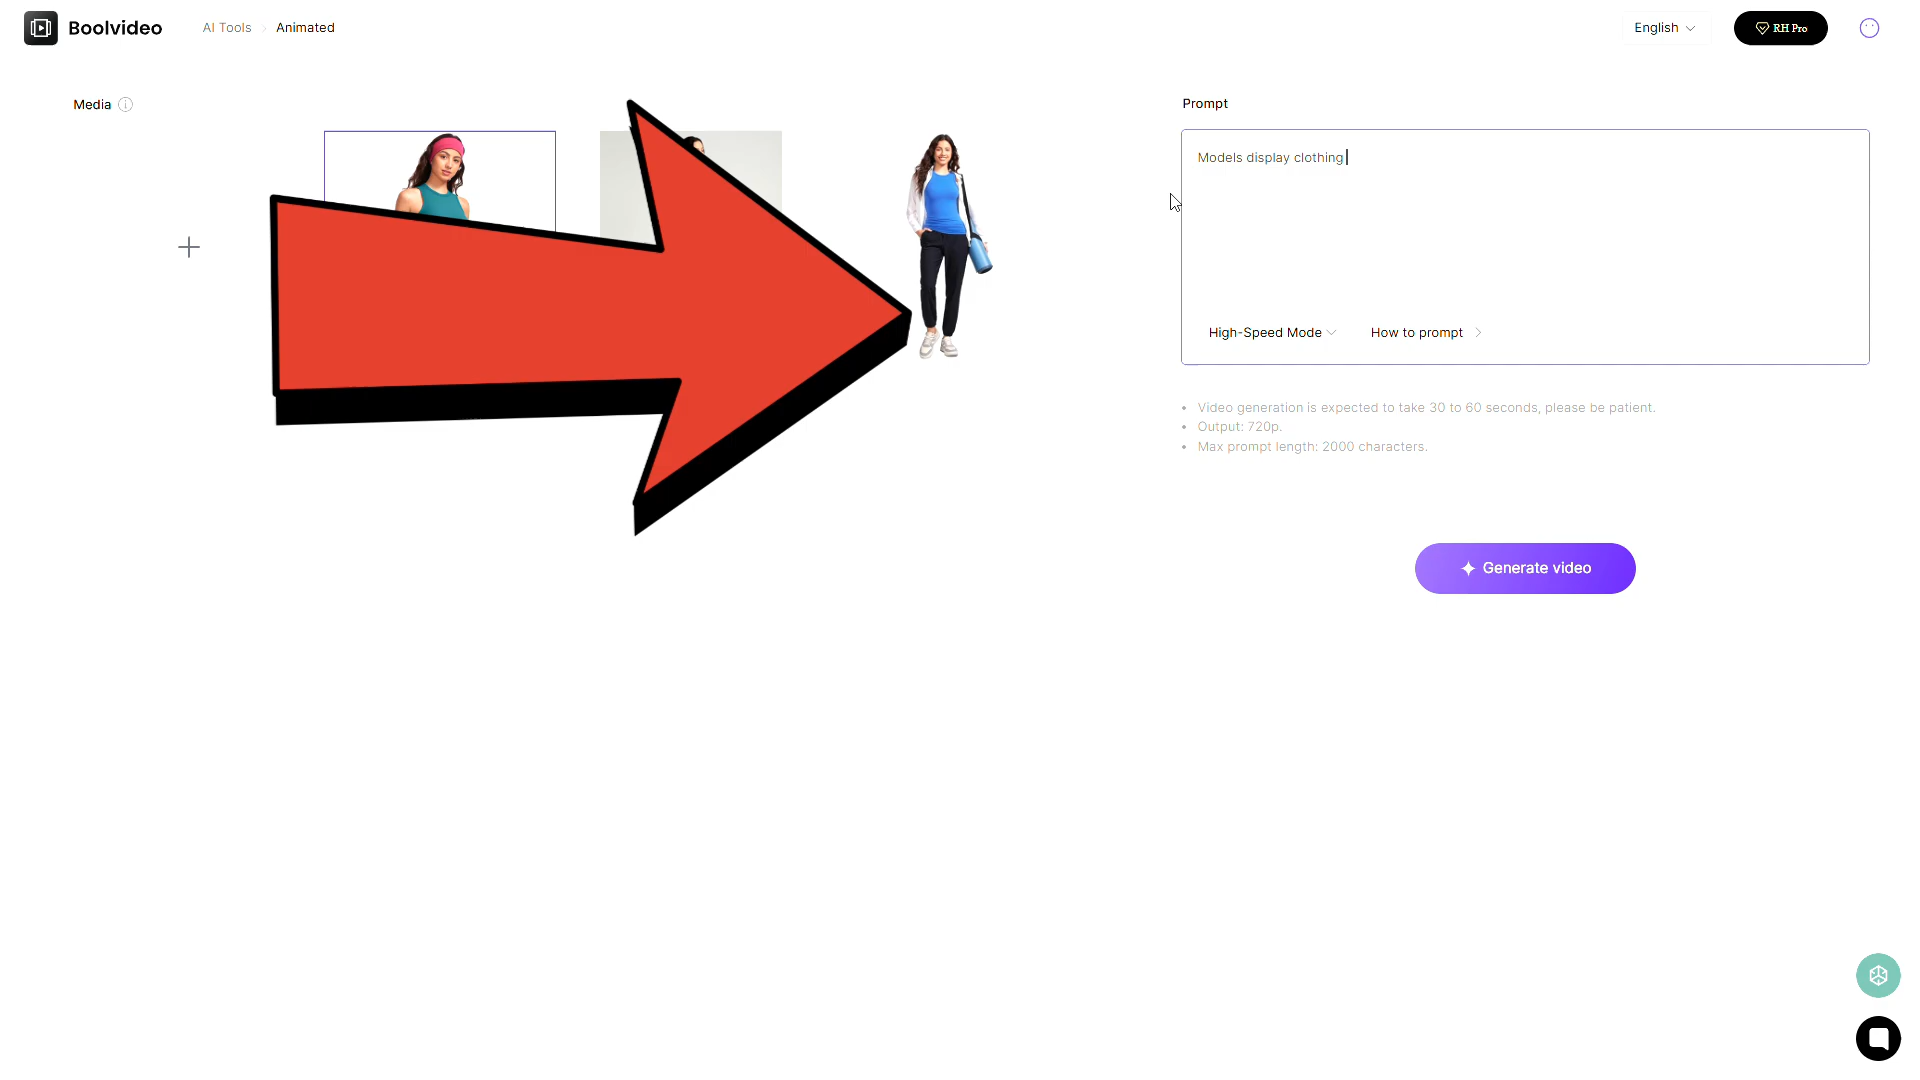 Boolvideo
AI Tools
Animated
English
RH Pro
Media
Prompt
Models display clothing
High-Speed Mode
How to prompt
Video generation is expected to take 30 to 60 seconds, please be patient.
Output: 720p.
Max prompt length: 2000 characters.
Generate video